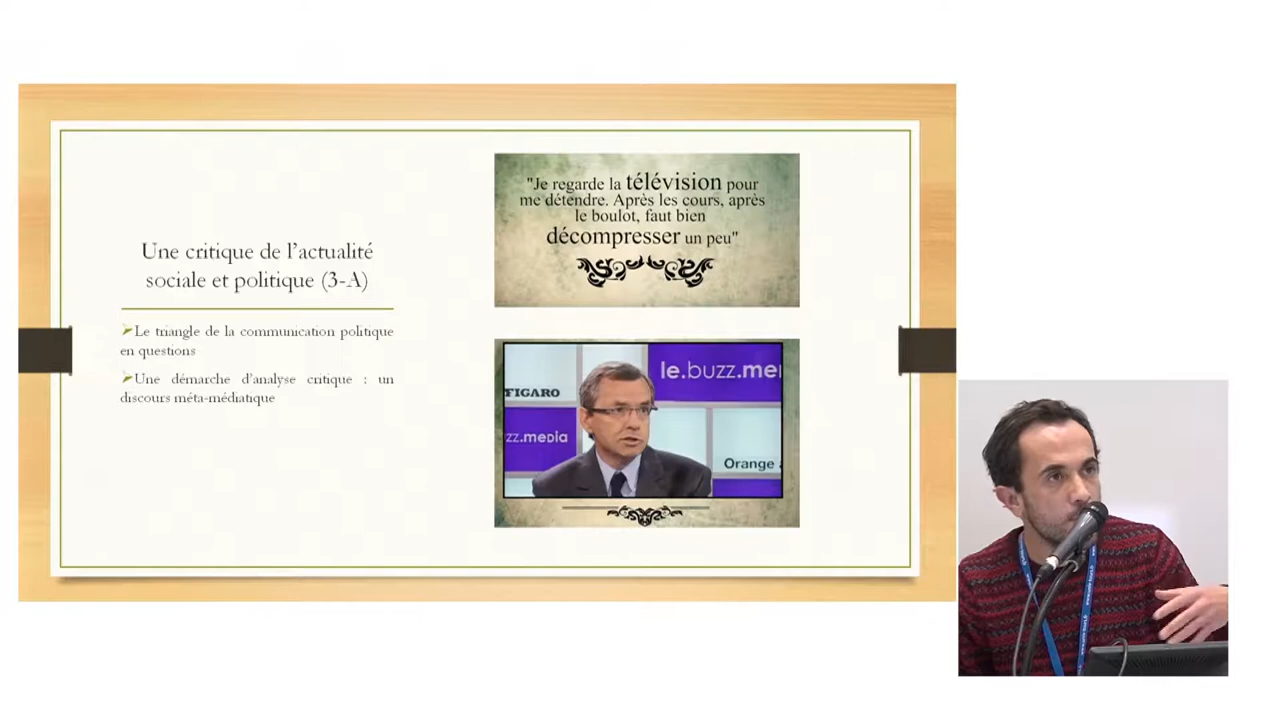 Une critique de l'actualité
sociale et politique (3-A)
➢Le triangle de la communication politique
en questions
➢Une démarche d'analyse critique : un
discours méta-médiatique
"Je regarde la télévision pour
me détendre. Après les cours, après
le boulot, faut bien
décompresser un peu"
le.buzz.me
FIGARO
zz.media
Orange